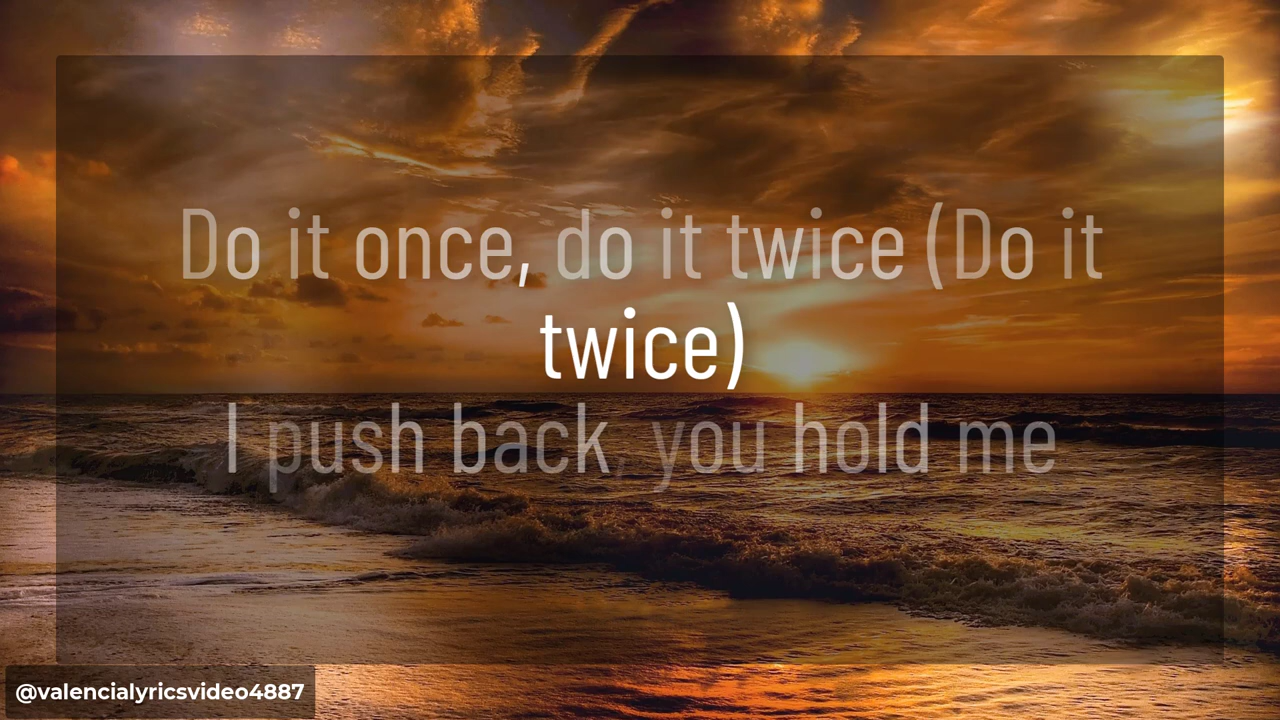 Do it once, do it twice (Do it
twice)
I push back, you hold me
@valencialyricsvideo4887